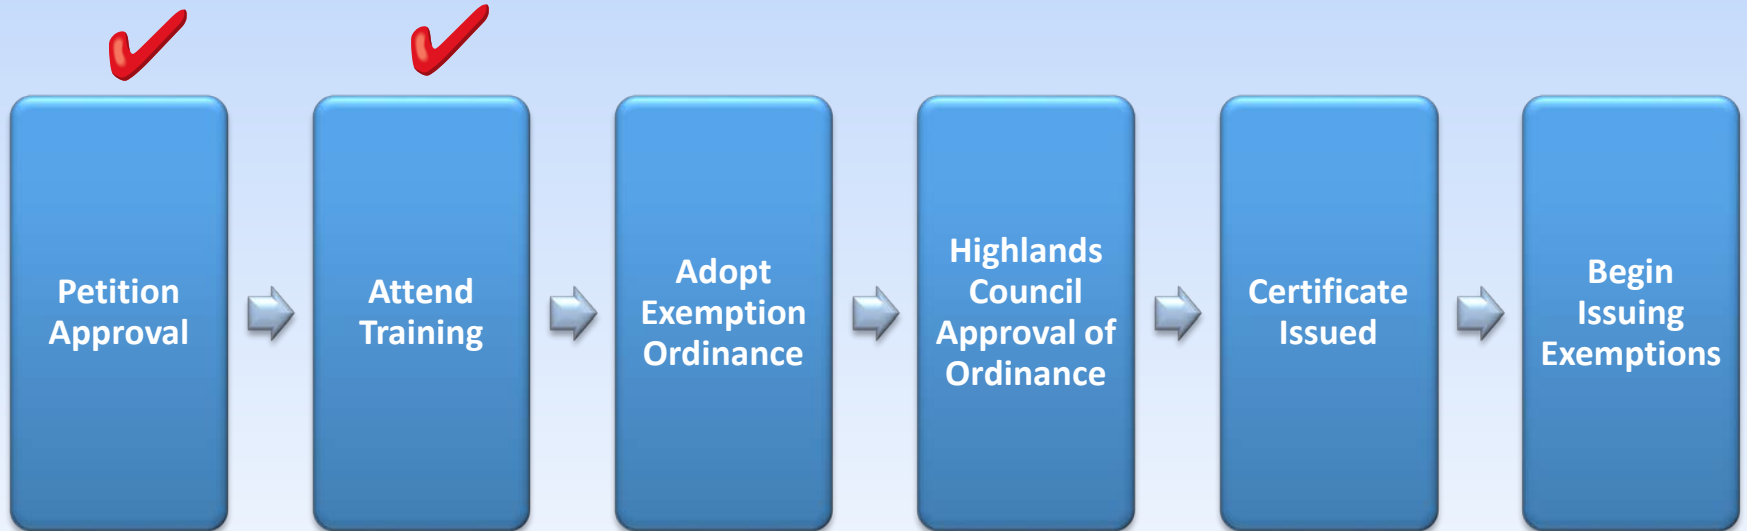 Petition
Approval
Attend
Training
Adopt
Exemption
Ordinance
Highlands
Council
Approval of
Ordinance
Certificate
Issued
Begin
Issuing
Exemptions